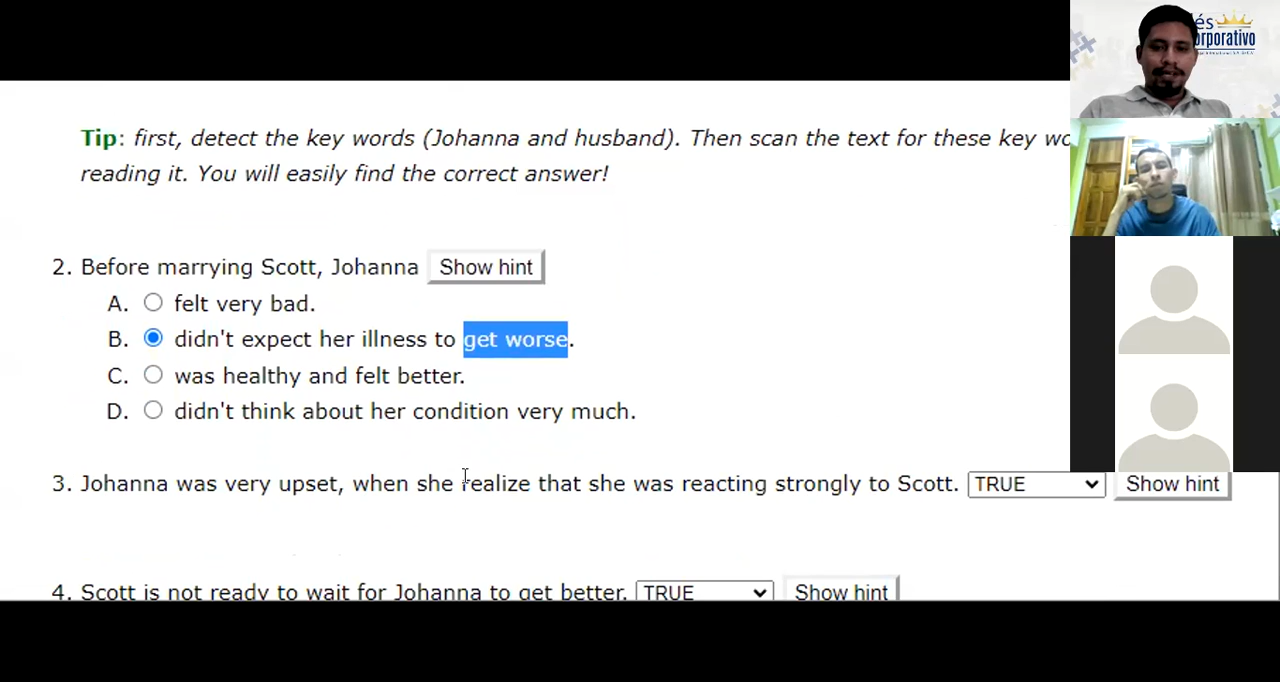 és
orporativo
Tip: first, detect the key words (Johanna and husband). Then scan the text for these key wo
reading it. You will easily find the correct answer!
2. Before marrying Scott, Johanna Show hint
A. felt very bad.
B. didn't expect her illness to get worse.
C. was healthy and felt better.
D. didn't think about her condition very much.
3. Johanna was very upset, when she realize that she was reacting strongly to Scott. TRUE Show hint
4. Scott is not ready to wait for Johanna to get better. TRUE Show hint